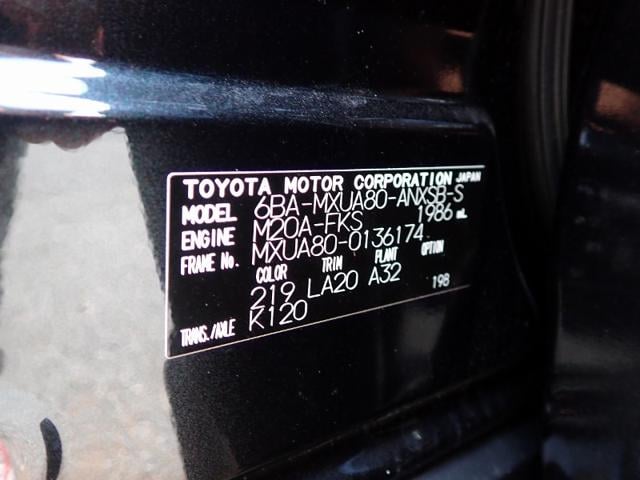 TOYOTA MOTOR CORPORATION JAPAN
MODEL 6BA-MXUA80-ANXSB-S
ENGINE M20A-FKS 1986 mL
FRAME No. MXUA80-0136174
COLOR TRIM PLANT OPTION
219 LA20 A32 198
TRANS./AXLE K120